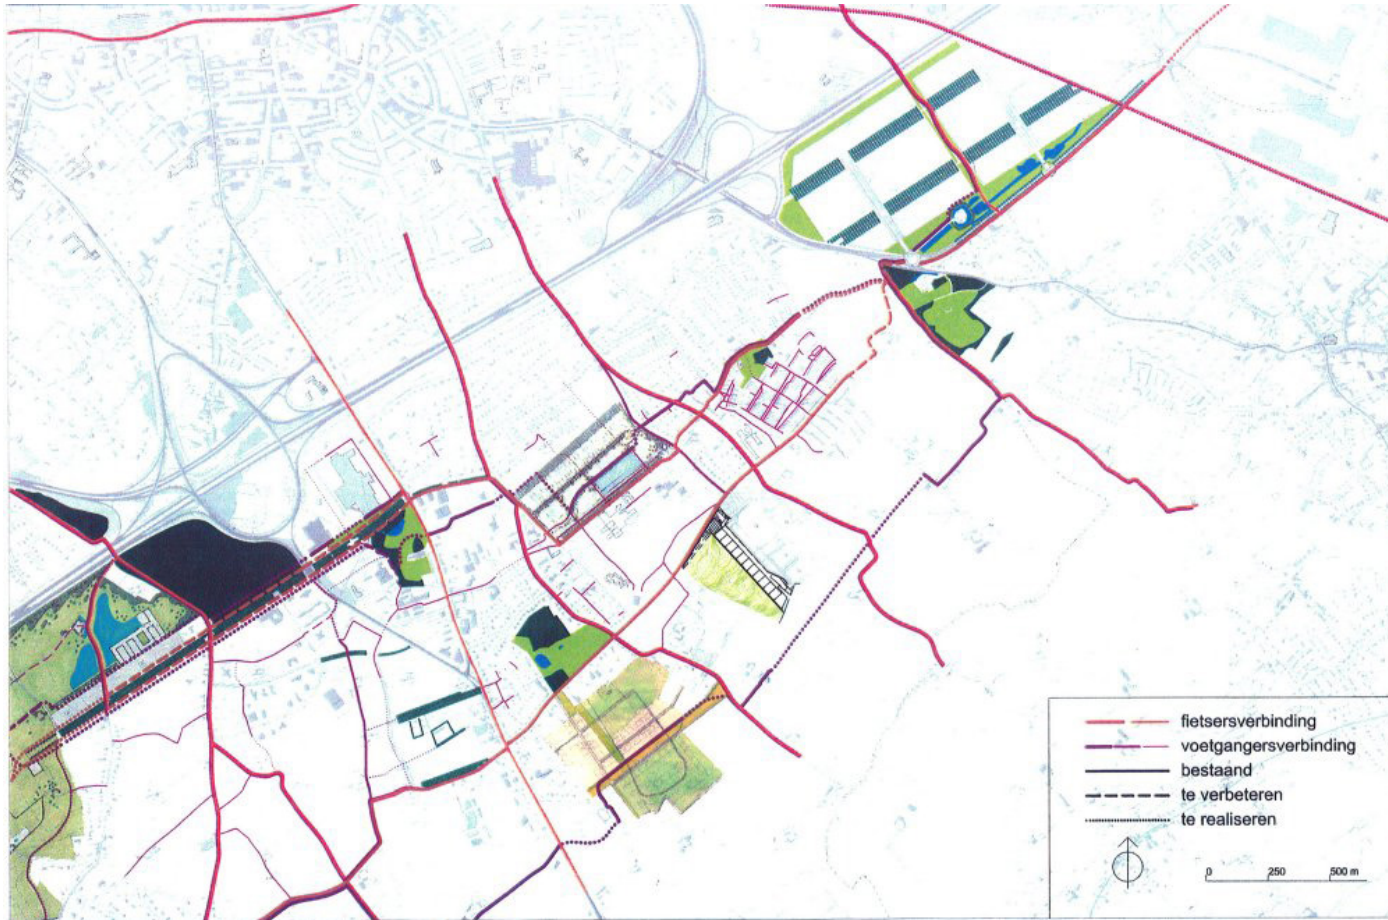 fietsersverbinding
voetgangersverbinding
bestaand
te verbeteren
te realiseren
0 250 500 m